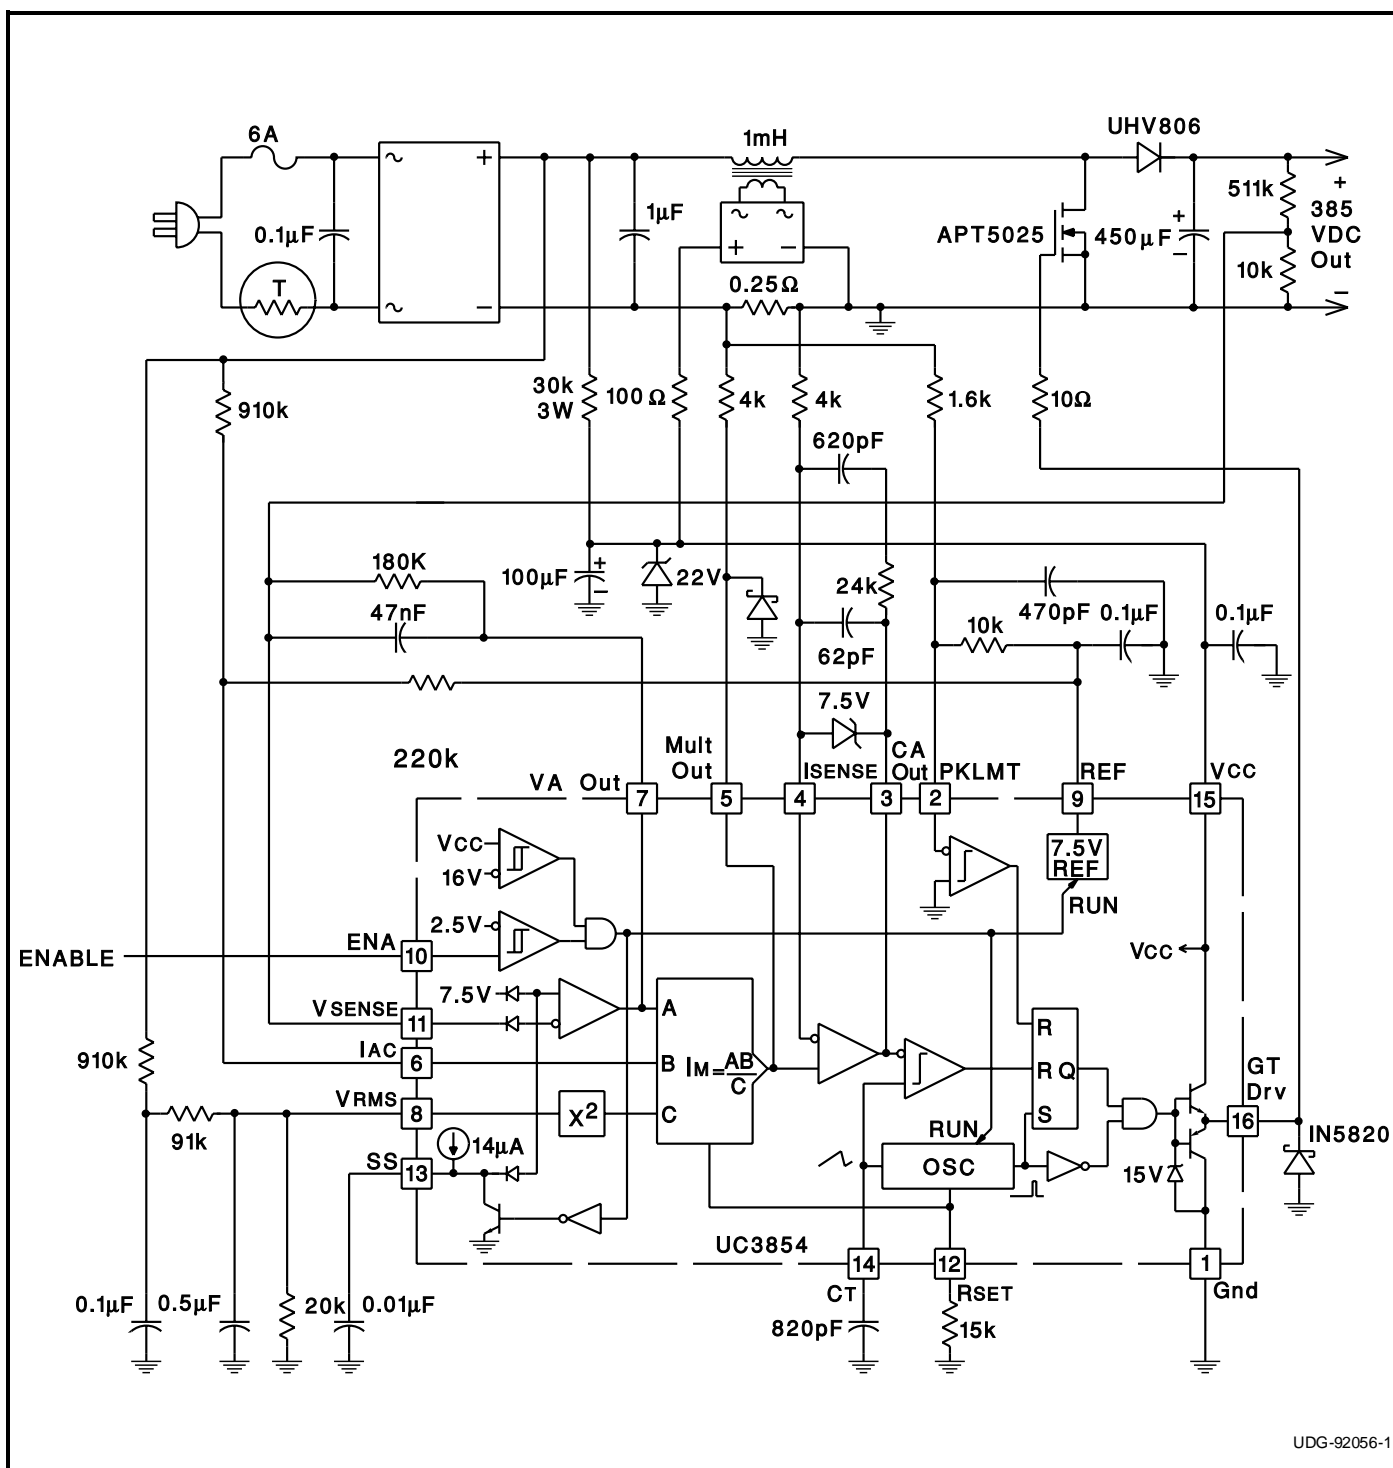 6A
1mH
UHV806
∼ +
511k
+
385
VDC
Out
0.1µF
1µF
∼ ∼
+ −
APT5025
+
450µF
−
10k
T
0.25Ω
∼ −
−
910k
30k
3W
100Ω
4k
4k
1.6k
10Ω
620pF
180K
100µF
+
−
22V
24k
470pF
0.1µF
0.1µF
47nF
62pF
10k
7.5V
220k
VA Out
Mult
Out
ISENSE
CA
Out
PKLMT
REF
VCC
7
5
4
3
2
9
15
VCC
16V
7.5V
REF
RUN
2.5V
ENA
ENABLE
10
VCC
7.5V
VSENSE
11
A
R
910k
IAC
6
B
IM=AB/C
R Q
GT
Drv
VRMS
8
X2
C
S
16
91k
RUN
IN5820
SS
14µA
13
OSC
15V
UC3854
14
12
1
CT
RSET
Gnd
0.1µF
0.5µF
20k
0.01µF
820pF
15k
UDG-92056-1